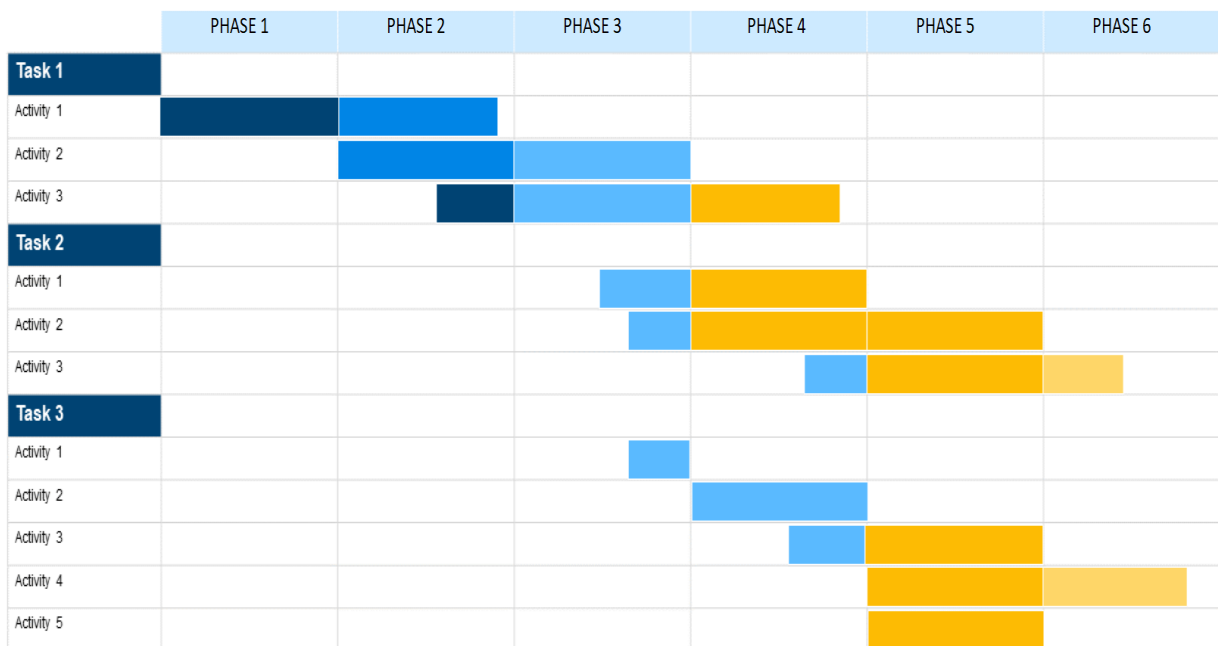 PHASE 1 PHASE 2 PHASE 3 PHASE 4 PHASE 5 PHASE 6
Task 1
Activity 1
Activity 2
Activity 3
Task 2
Activity 1
Activity 2
Activity 3
Task 3
Activity 1
Activity 2
Activity 3
Activity 4
Activity 5